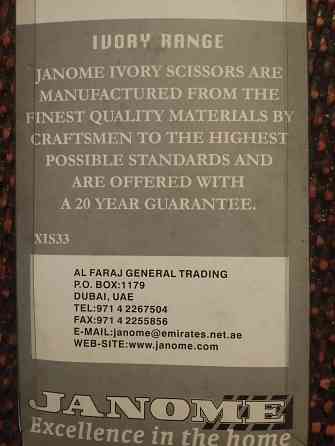 IVORY RANGE
JANOME IVORY SCISSORS ARE
MANUFACTURED FROM THE
FINEST QUALITY MATERIALS BY
CRAFTSMEN TO THE HIGHEST
POSSIBLE STANDARDS AND
ARE OFFERED WITH
A 20 YEAR GUARANTEE.
XIS33
AL FARAJ GENERAL TRADING
P.O. BOX:1179
DUBAI, UAE
TEL:971 4 2267504
FAX:971 4 2255856
E-MAIL:janome@emirates.net.ae
WEB-SITE:www.janome.com
JANOME
Excellence in the home